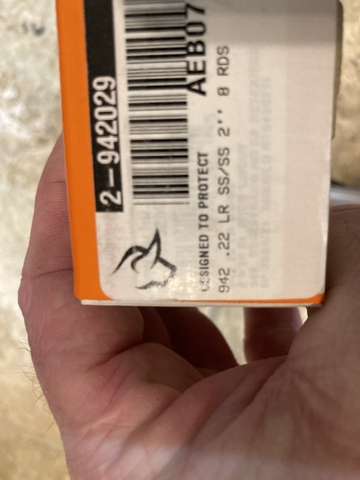 2-942029
AEB07
DESIGNED TO PROTECT
942 .22 LR SS/SS 2'' 8 RDS